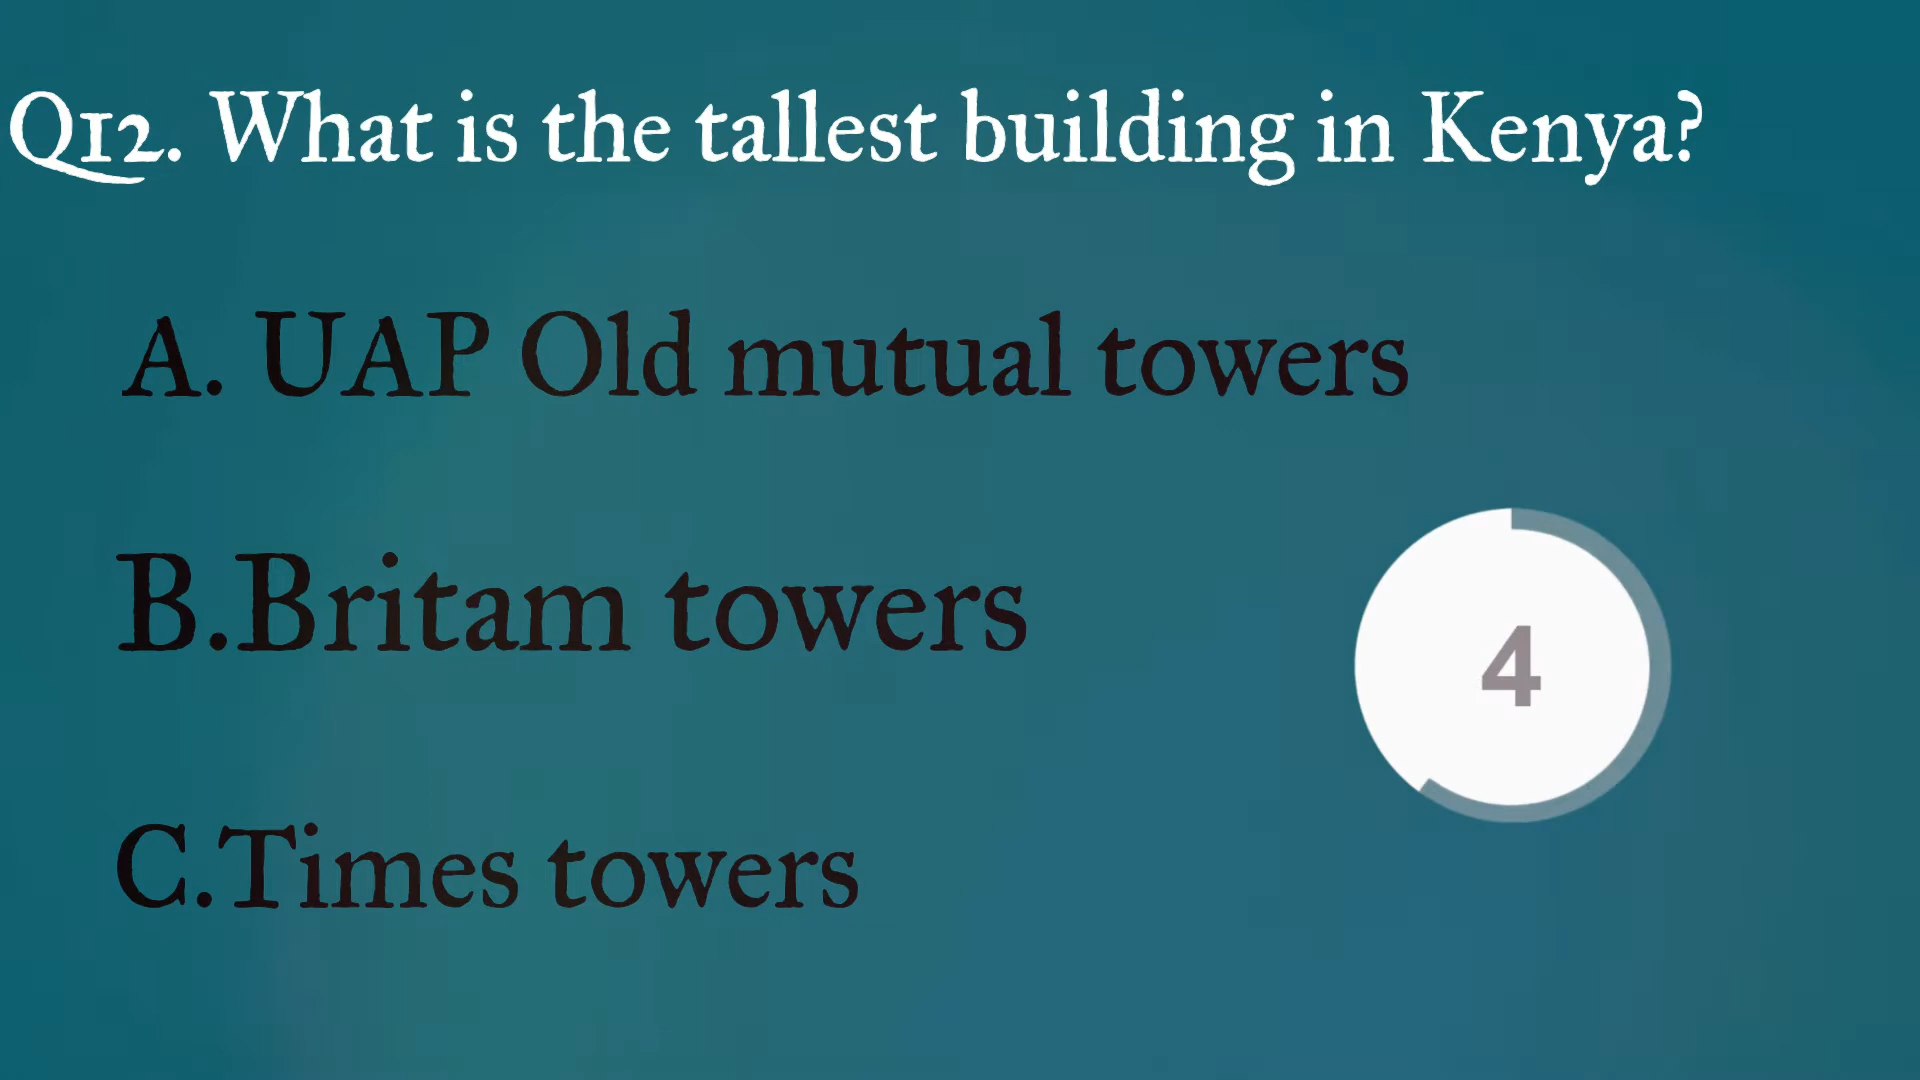 Q12. What is the tallest building in Kenya?
A. UAP Old mutual towers
B.Britam towers
4
C.Times towers